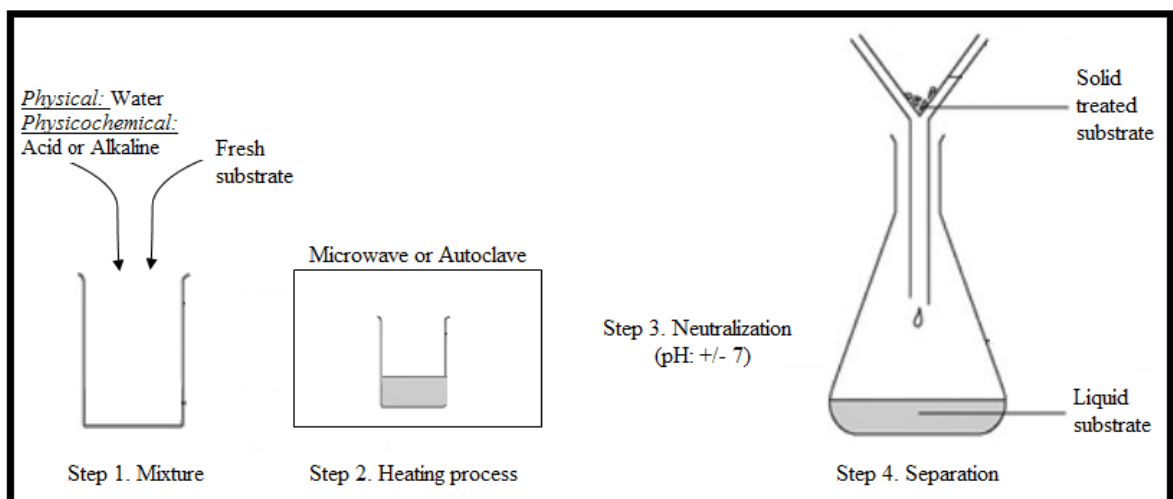 Physical: Water
Physicochemical:
Acid or Alkaline
Fresh
substrate
Microwave or Autoclave
Step 3. Neutralization
(pH: +/- 7)
Solid
treated
substrate
Liquid
substrate
Step 1. Mixture
Step 2. Heating process
Step 4. Separation